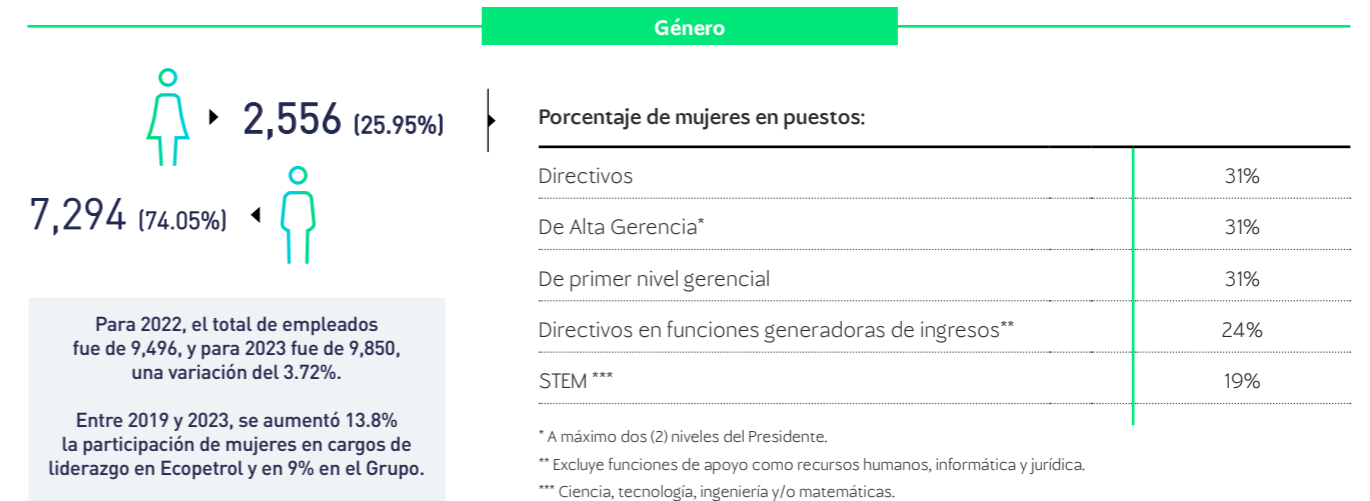 Género
2,556 (25.95%)
7,294 (74.05%)
Para 2022, el total de empleados
fue de 9,496, y para 2023 fue de 9,850,
una variación del 3.72%.
Entre 2019 y 2023, se aumentó 13.8%
la participación de mujeres en cargos de
liderazgo en Ecopetrol y en 9% en el Grupo.
Porcentaje de mujeres en puestos:
Directivos 31%
De Alta Gerencia* 31%
De primer nivel gerencial 31%
Directivos en funciones generadoras de ingresos** 24%
STEM *** 19%
* A máximo dos (2) niveles del Presidente.
** Excluye funciones de apoyo como recursos humanos, informática y jurídica.
*** Ciencia, tecnología, ingeniería y/o matemáticas.